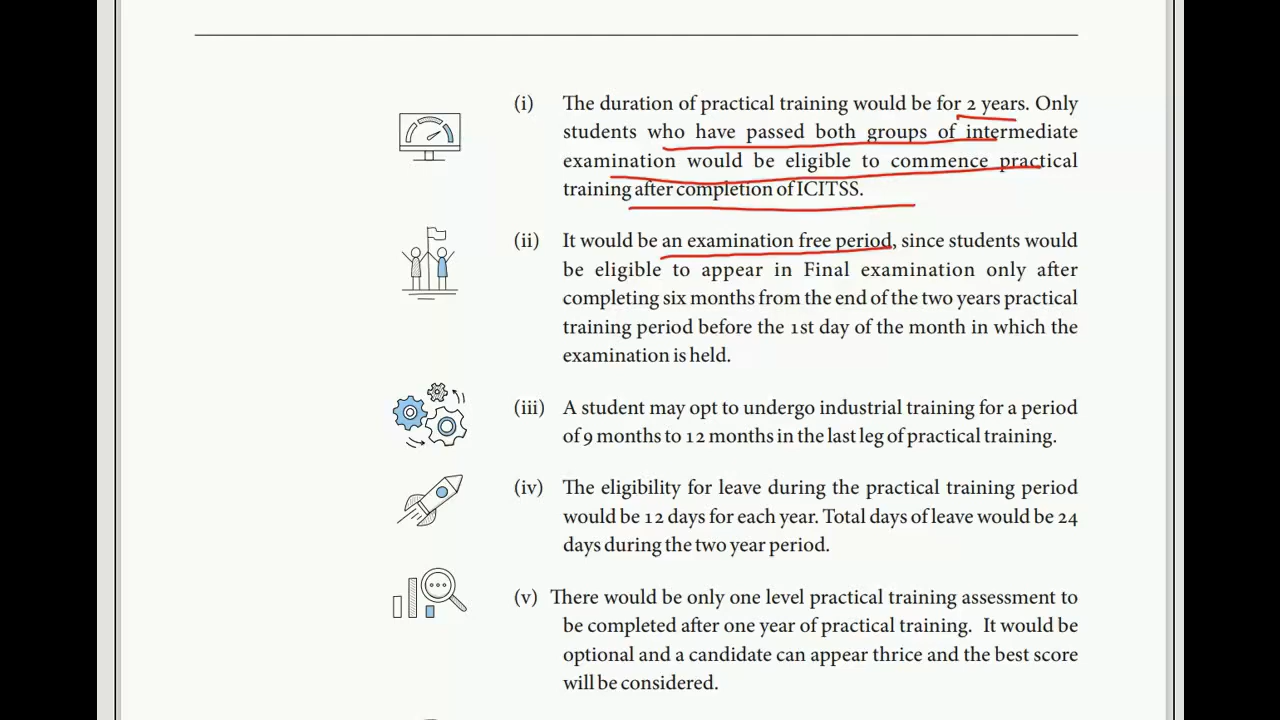 (i) The duration of practical training would be for 2 years. Only
students who have passed both groups of intermediate
examination would be eligible to commence practical
training after completion of ICITSS.
(ii) It would be an examination free period, since students would
be eligible to appear in Final examination only after
completing six months from the end of the two years practical
training period before the 1st day of the month in which the
examination is held.
(iii) A student may opt to undergo industrial training for a period
of 9 months to 12 months in the last leg of practical training.
(iv) The eligibility for leave during the practical training period
would be 12 days for each year. Total days of leave would be 24
days during the two year period.
(v) There would be only one level practical training assessment to
be completed after one year of practical training. It would be
optional and a candidate can appear thrice and the best score
will be considered.